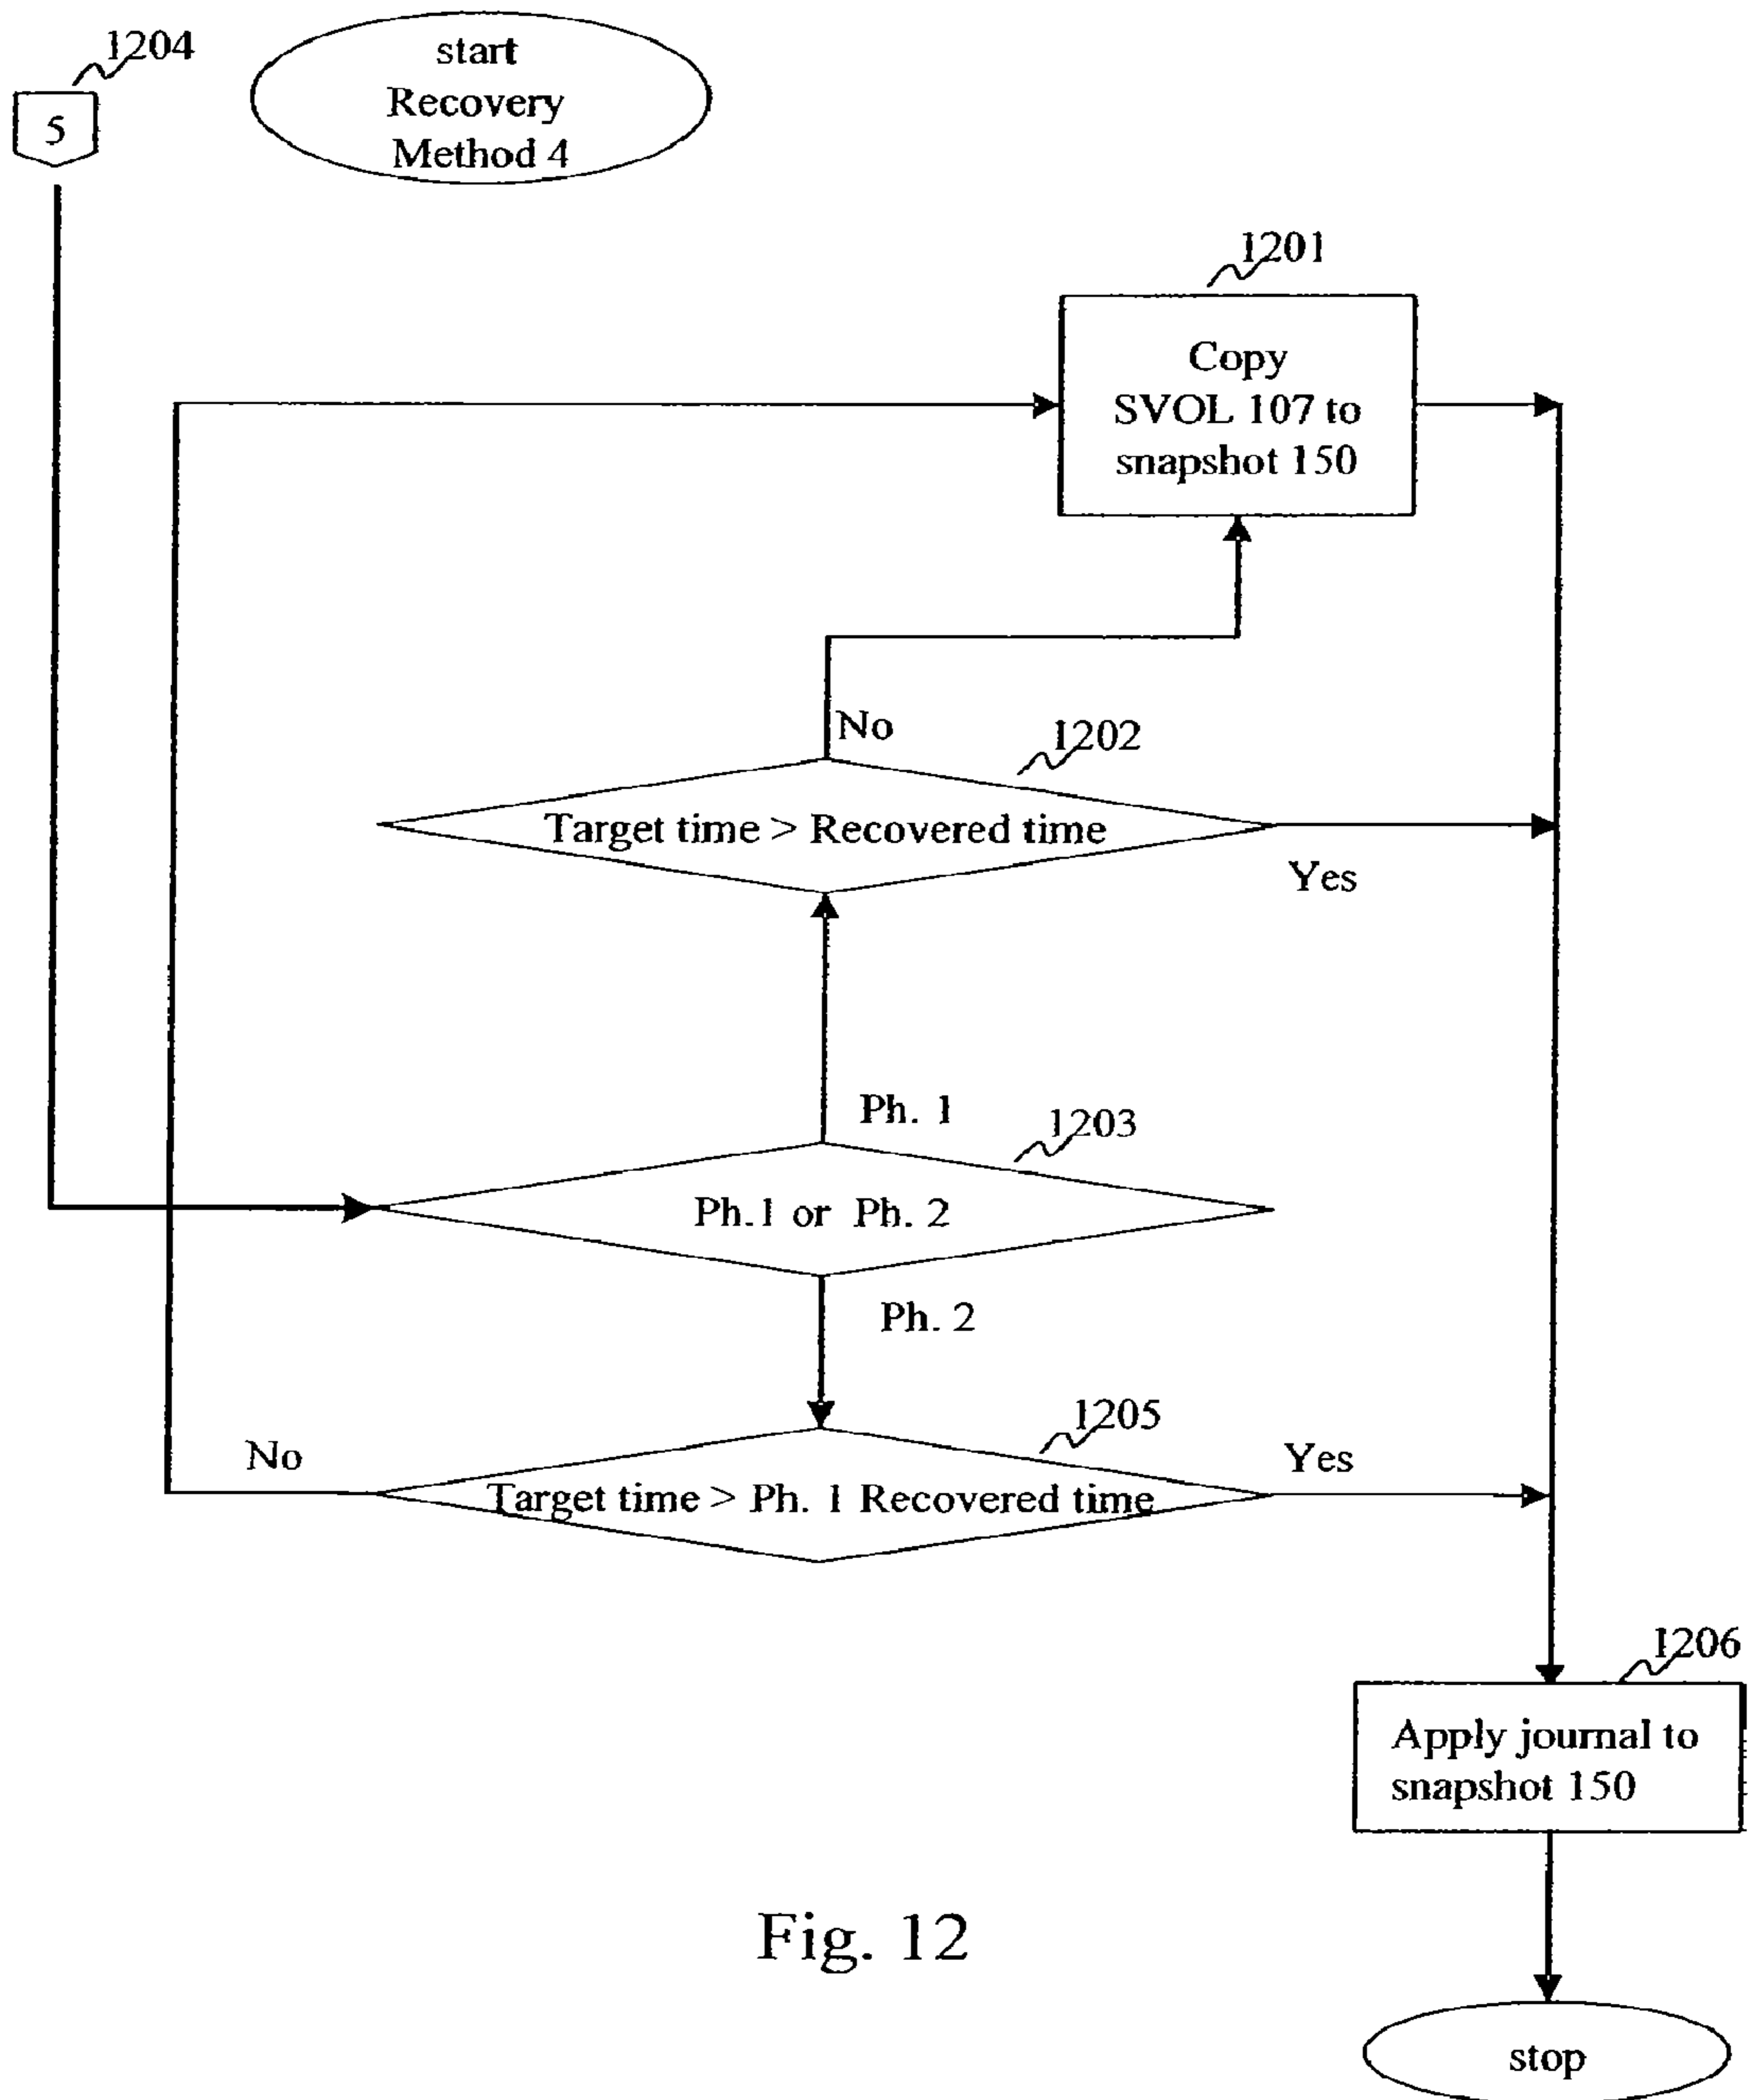 1204
5
start
Recovery
Method 4
1201
Copy
SVOL 107 to
snapshot 150
No
1202
Target time > Recovered time
Yes
Ph. 1
1203
Ph.1 or Ph. 2
Ph. 2
1205
No
Yes
Target time > Ph. 1 Recovered time
1206
Apply journal to
snapshot 150
Fig. 12
stop